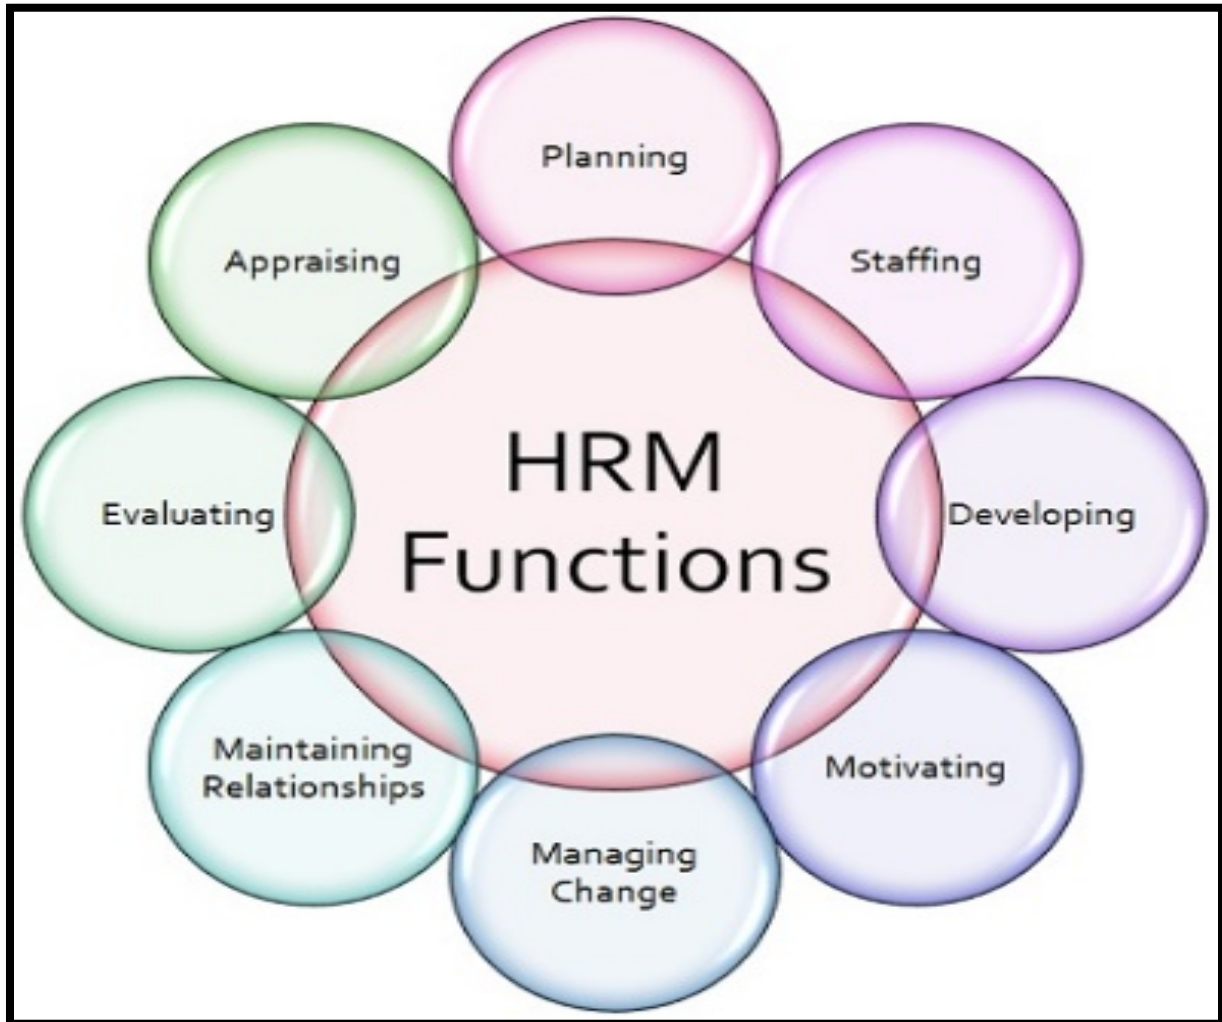 Planning
Staffing
Developing
Motivating
Managing
Change
Maintaining
Relationships
Evaluating
Appraising
HRM
Functions